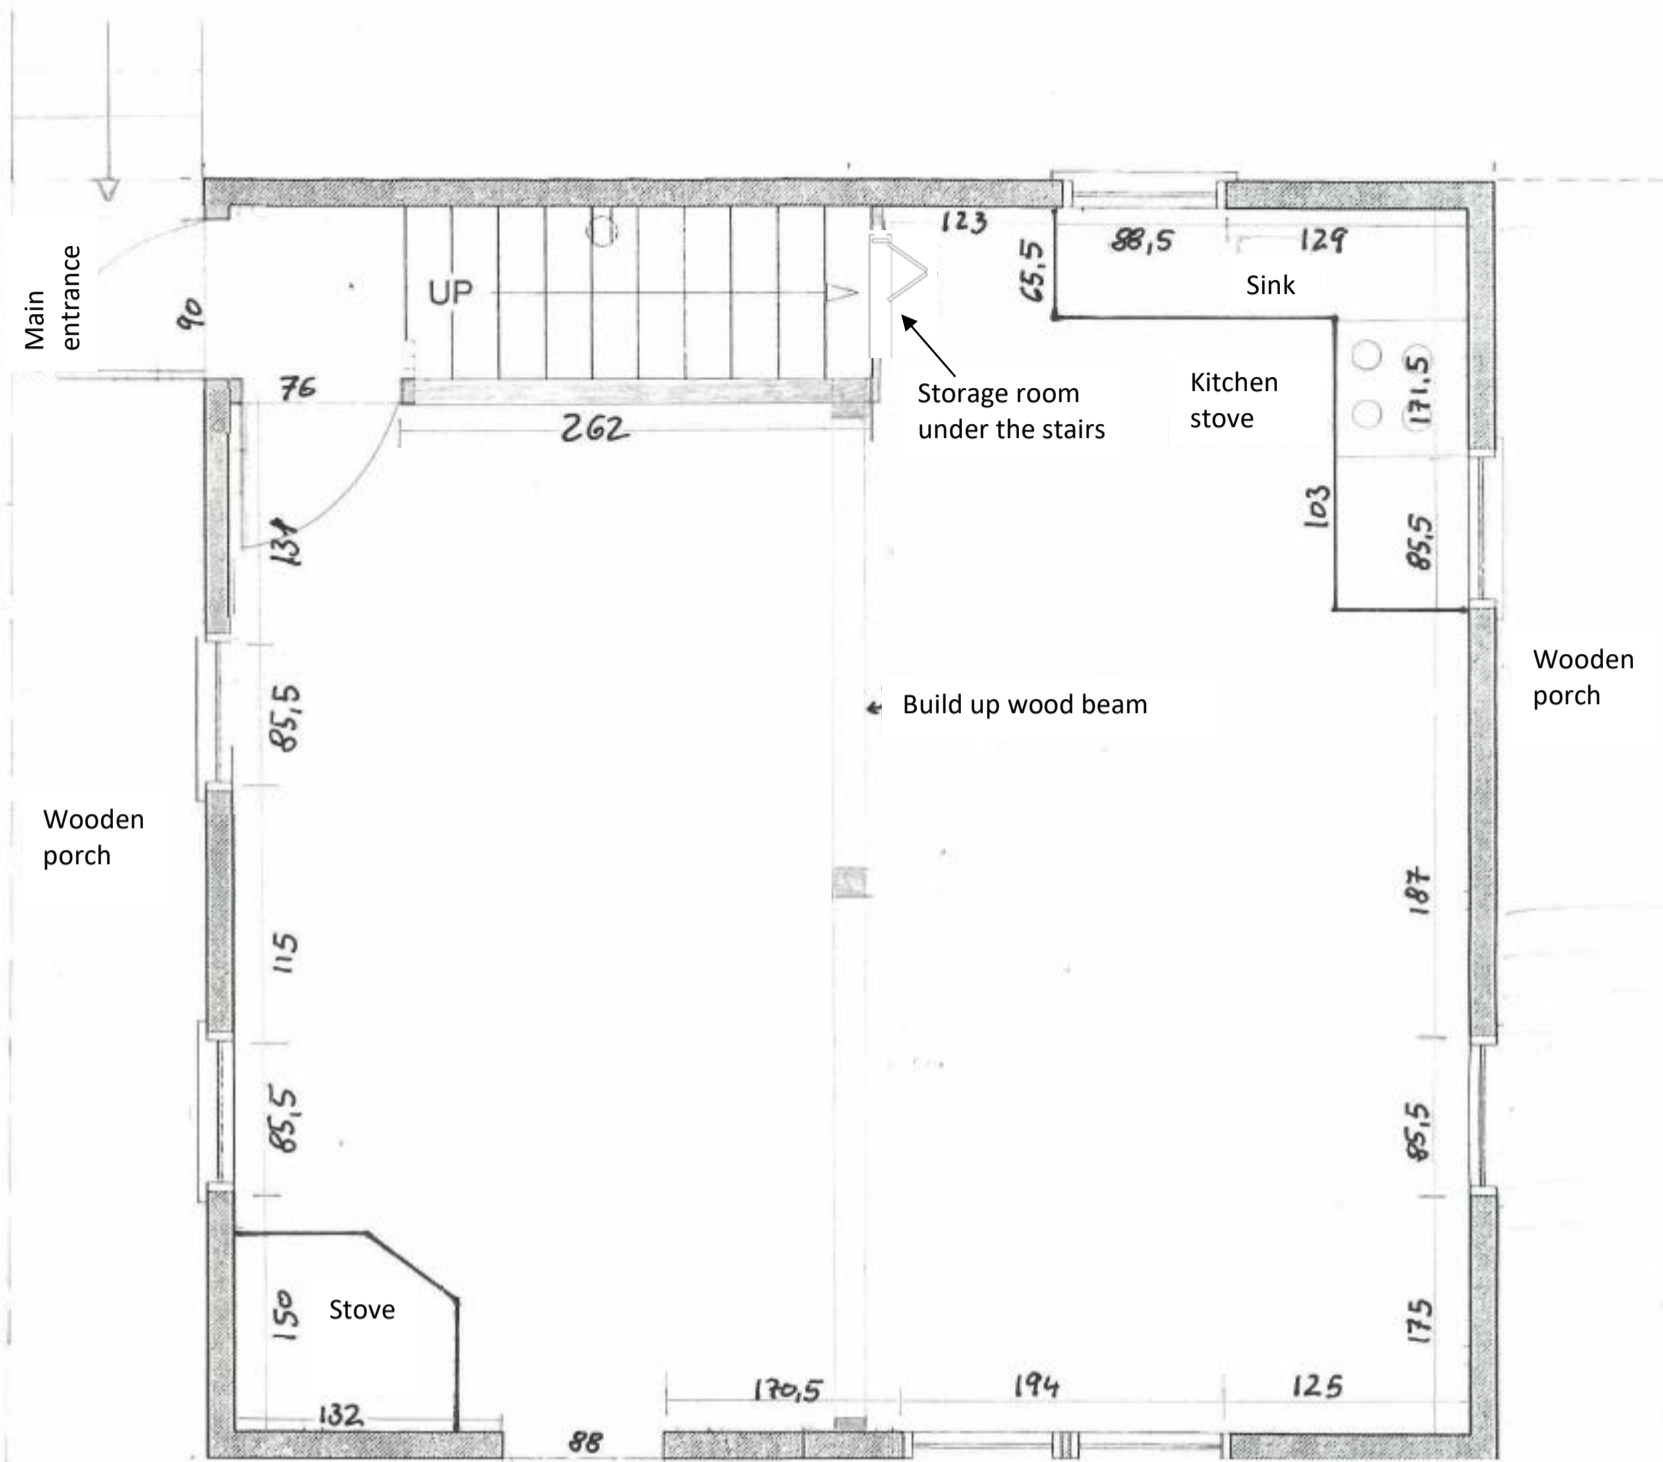 123
88,5
129
65,5
Sink
Main
entrance
90
UP
76
262
Storage room
under the stairs
Kitchen
stove
171,5
103
85,5
131
85,5
Build up wood beam
Wooden
porch
Wooden
porch
115
187
85,5
85,5
150
Stove
175
132
88
170,5
194
125